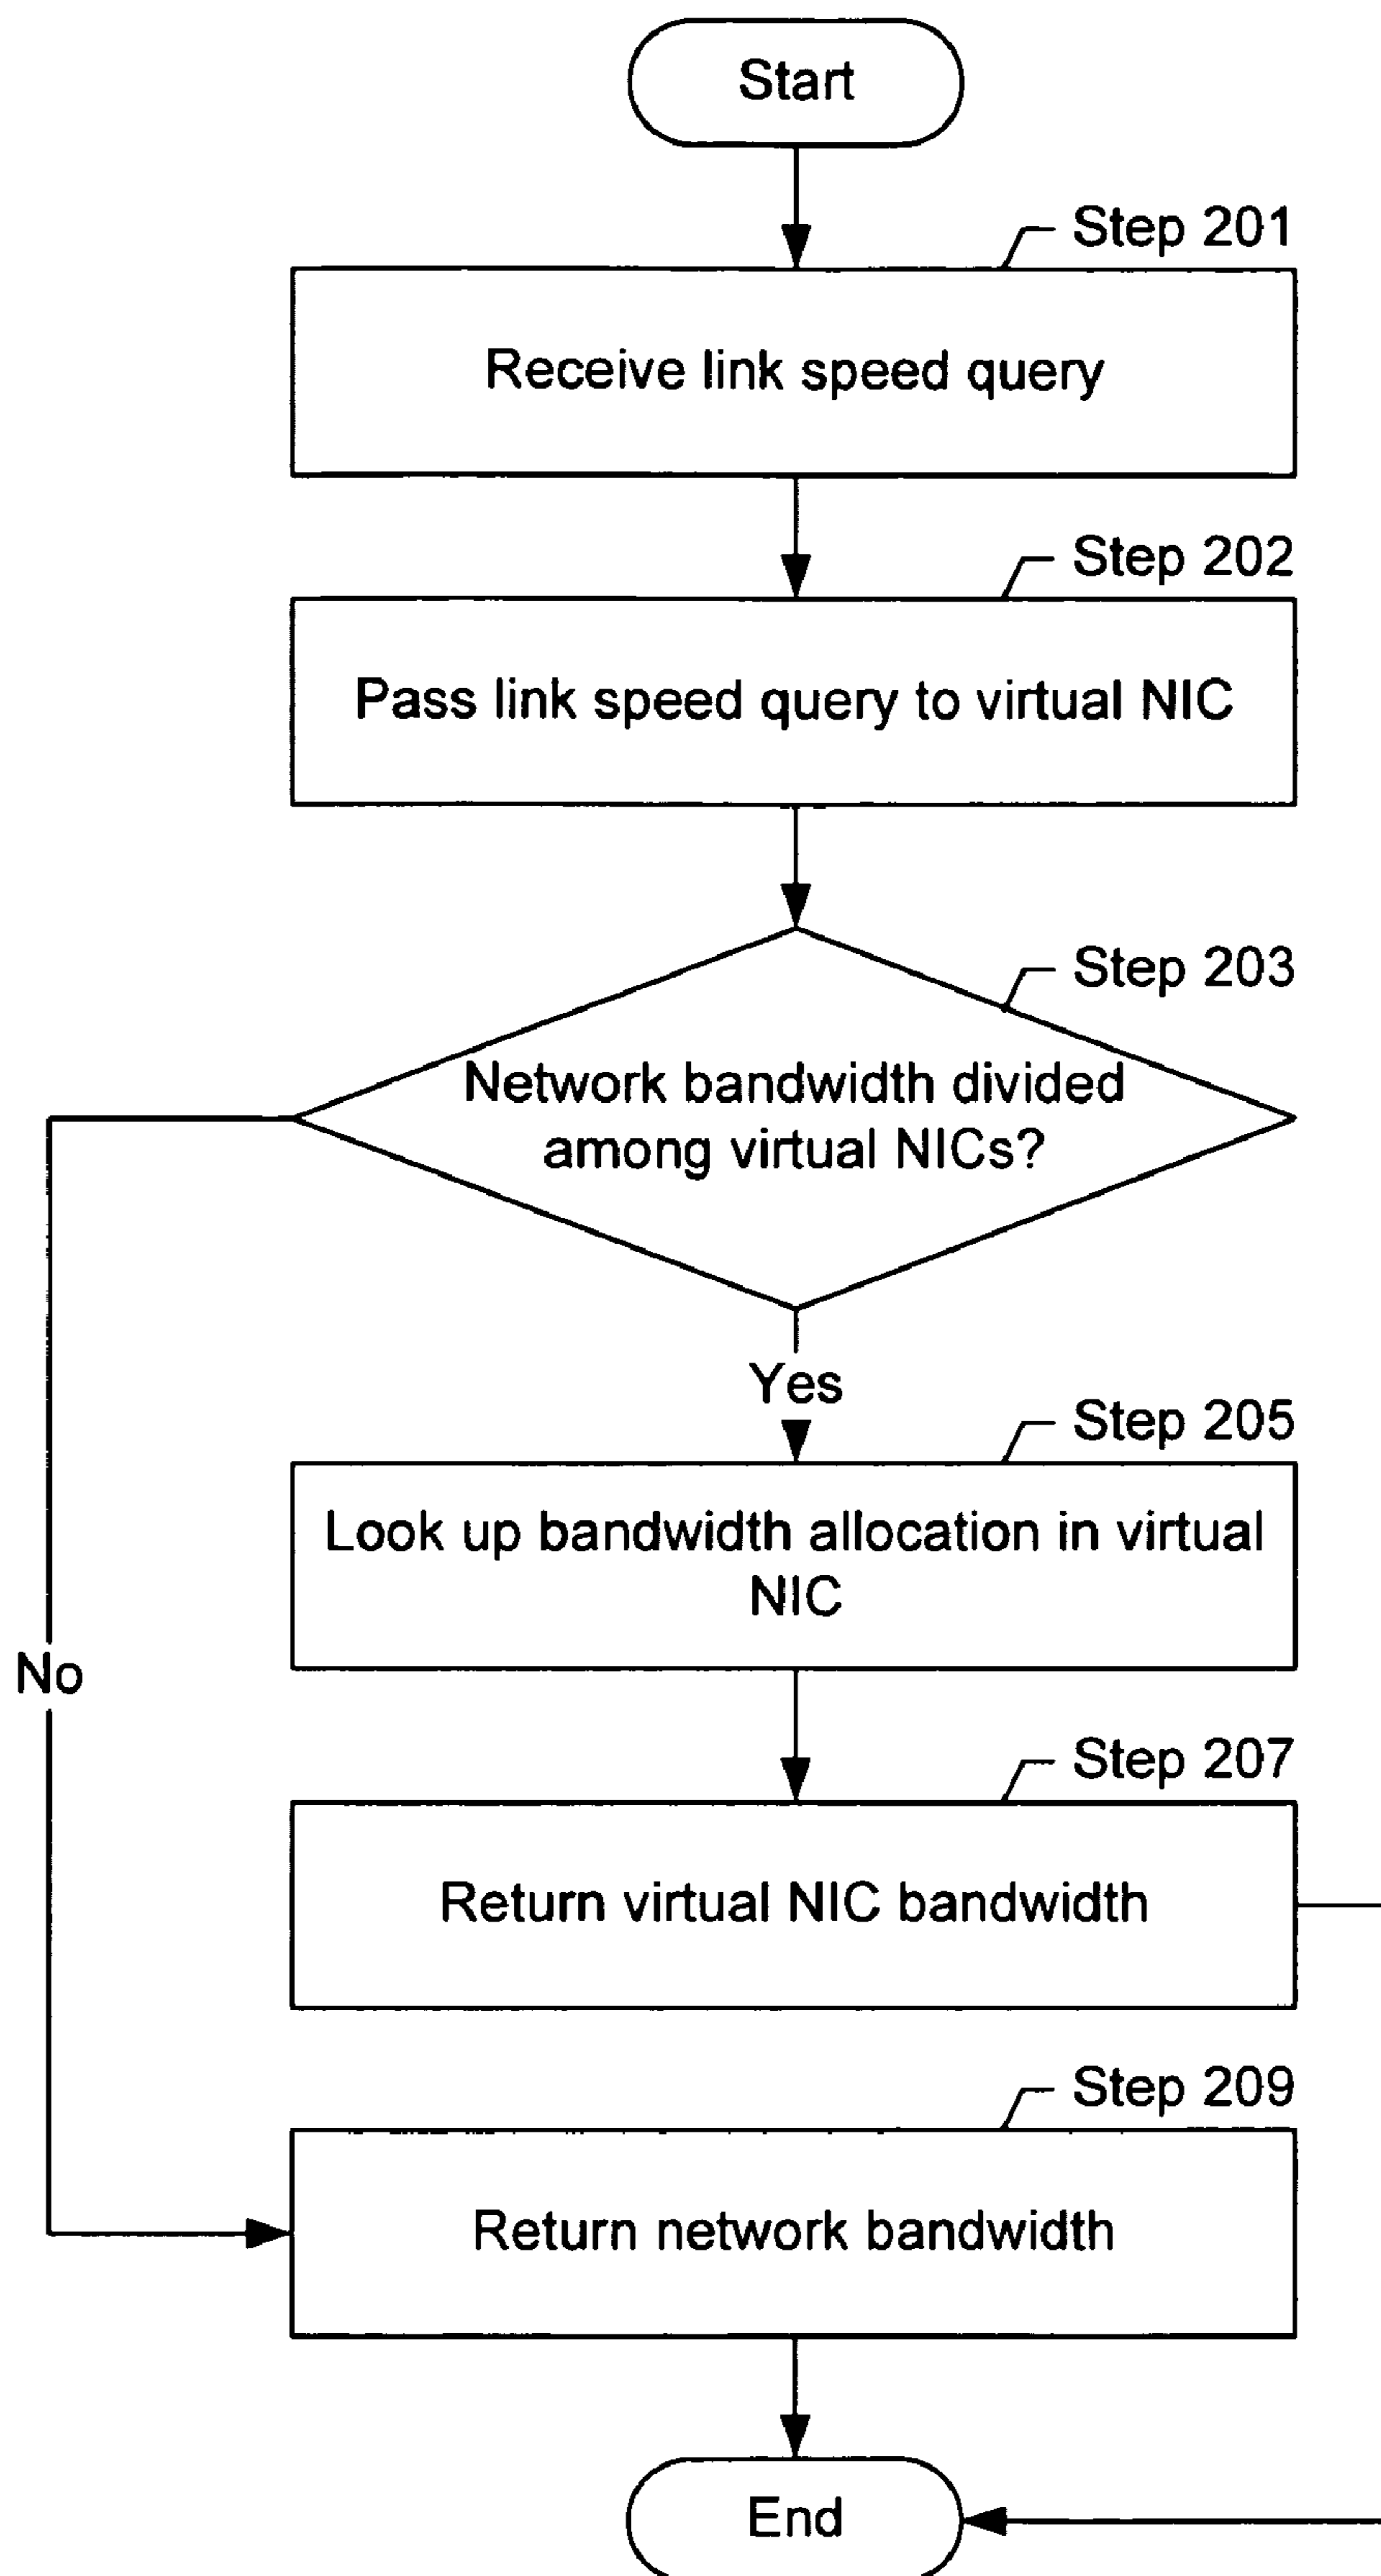 Start
Step 201
Receive link speed query
Step 202
Pass link speed query to virtual NIC
Step 203
Network bandwidth divided
among virtual NICs?
Yes
Step 205
Look up bandwidth allocation in virtual
NIC
No
Step 207
Return virtual NIC bandwidth
Step 209
Return network bandwidth
End